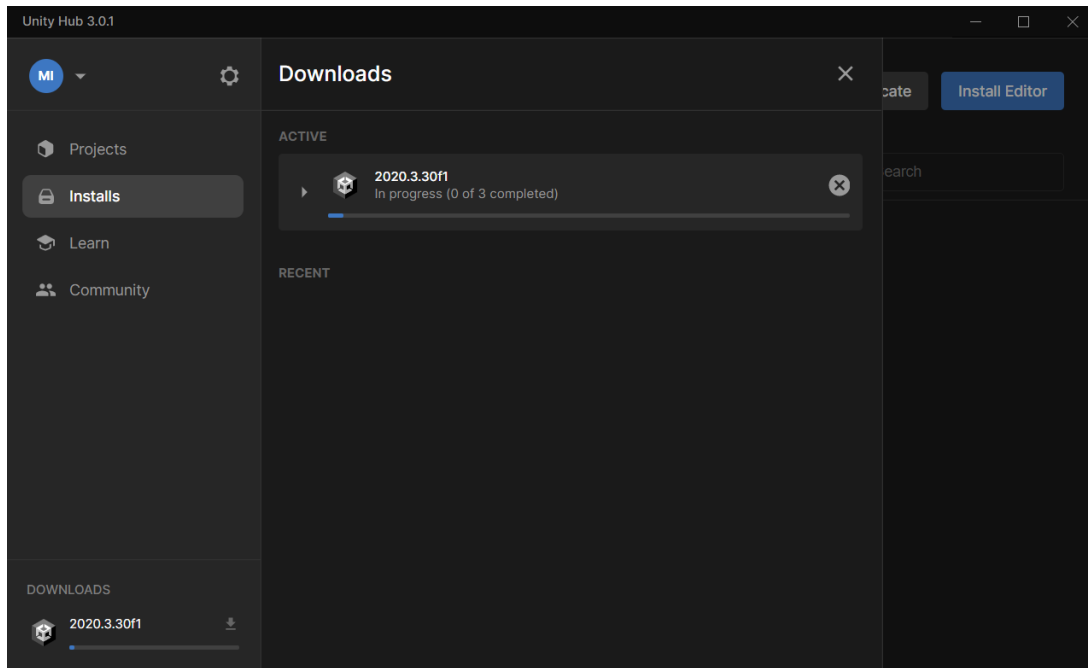 Unity Hub 3.0.1
MI
Projects
Installs
Learn
Community
DOWNLOADS
2020.3.30f1
Downloads
ACTIVE
2020.3.30f1
In progress (0 of 3 completed)
RECENT
cate
Install Editor
earch